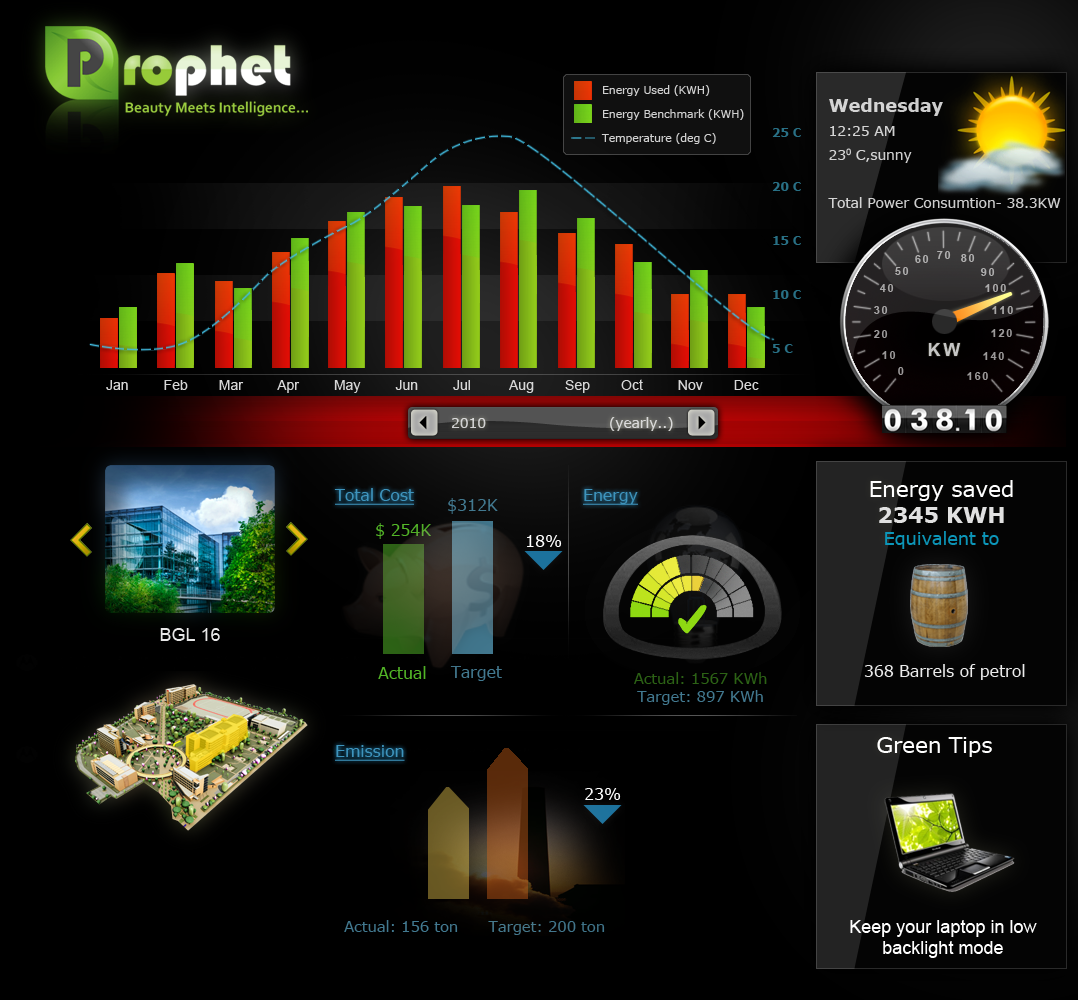 Prophet
Beauty Meets Intelligence...
Energy Used (KWH)
Energy Benchmark (KWH)
Temperature (deg C)
25 C
20 C
15 C
10 C
5 C
Jan Feb Mar Apr May Jun Jul Aug Sep Oct Nov Dec
2010 (yearly..)
Wednesday
12:25 AM
23⁰ C,sunny
Total Power Consumtion- 38.3KW
0 10 20 30 40 50 60 70 80 90 100 110 120 140 160
KW
038.10
BGL 16
Total Cost
$312K
$ 254K
18%
Actual
Target
Energy
Actual: 1567 KWh
Target: 897 KWh
Emission
23%
Actual: 156 ton
Target: 200 ton
Energy saved
2345 KWH
Equivalent to
368 Barrels of petrol
Green Tips
Keep your laptop in low
backlight mode